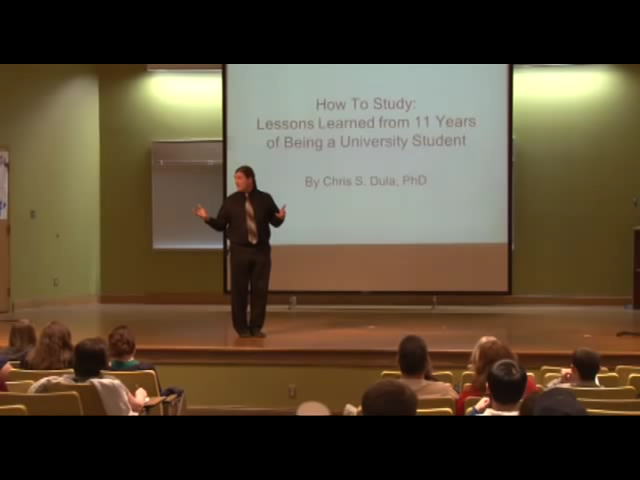 How To Study:
Lessons Learned from 11 Years
of Being a University Student
By Chris S. Dula, PhD